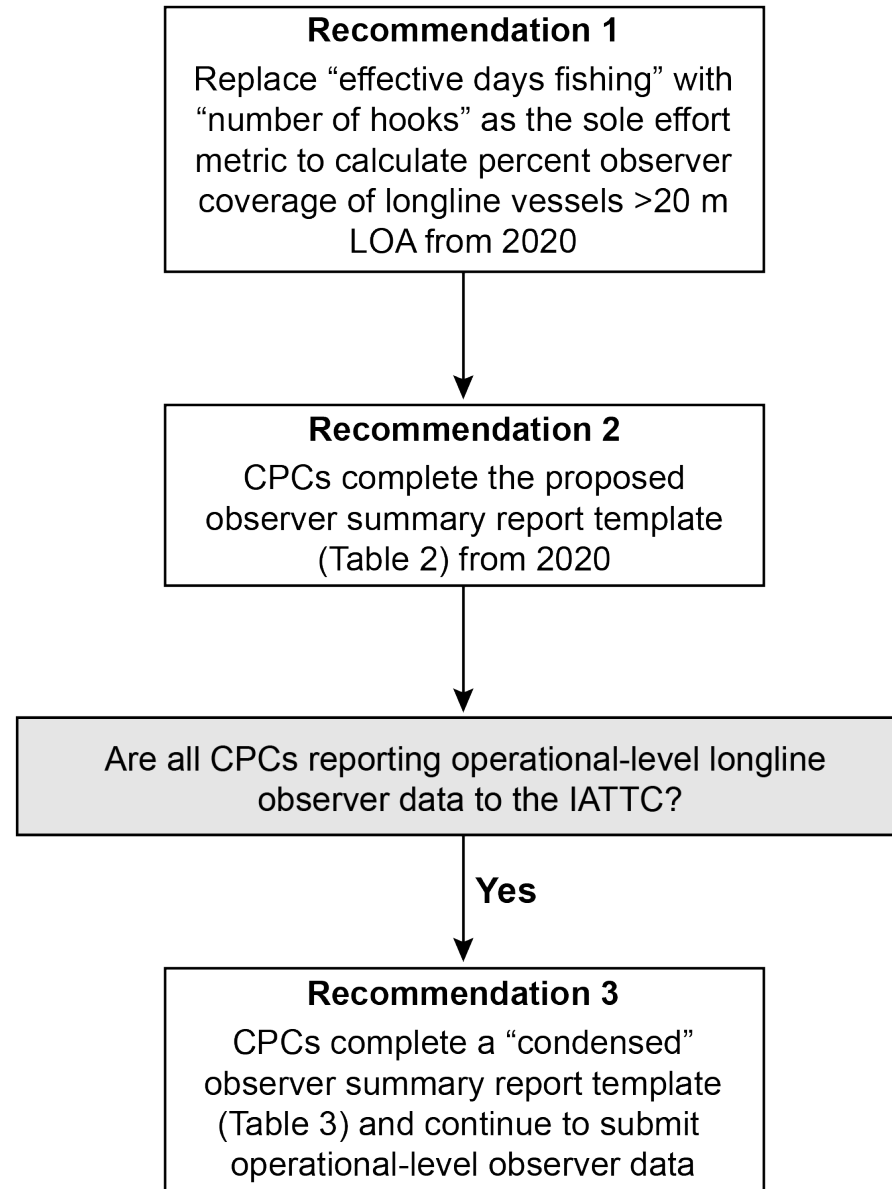 Recommendation 1
Replace “effective days fishing” with
“number of hooks” as the sole effort
metric to calculate percent observer
coverage of longline vessels >20 m
LOA from 2020
Recommendation 2
CPCs complete the proposed
observer summary report template
(Table 2) from 2020
Are all CPCs reporting operational-level longline
observer data to the IATTC?
Yes
Recommendation 3
CPCs complete a “condensed”
observer summary report template
(Table 3) and continue to submit
operational-level observer data